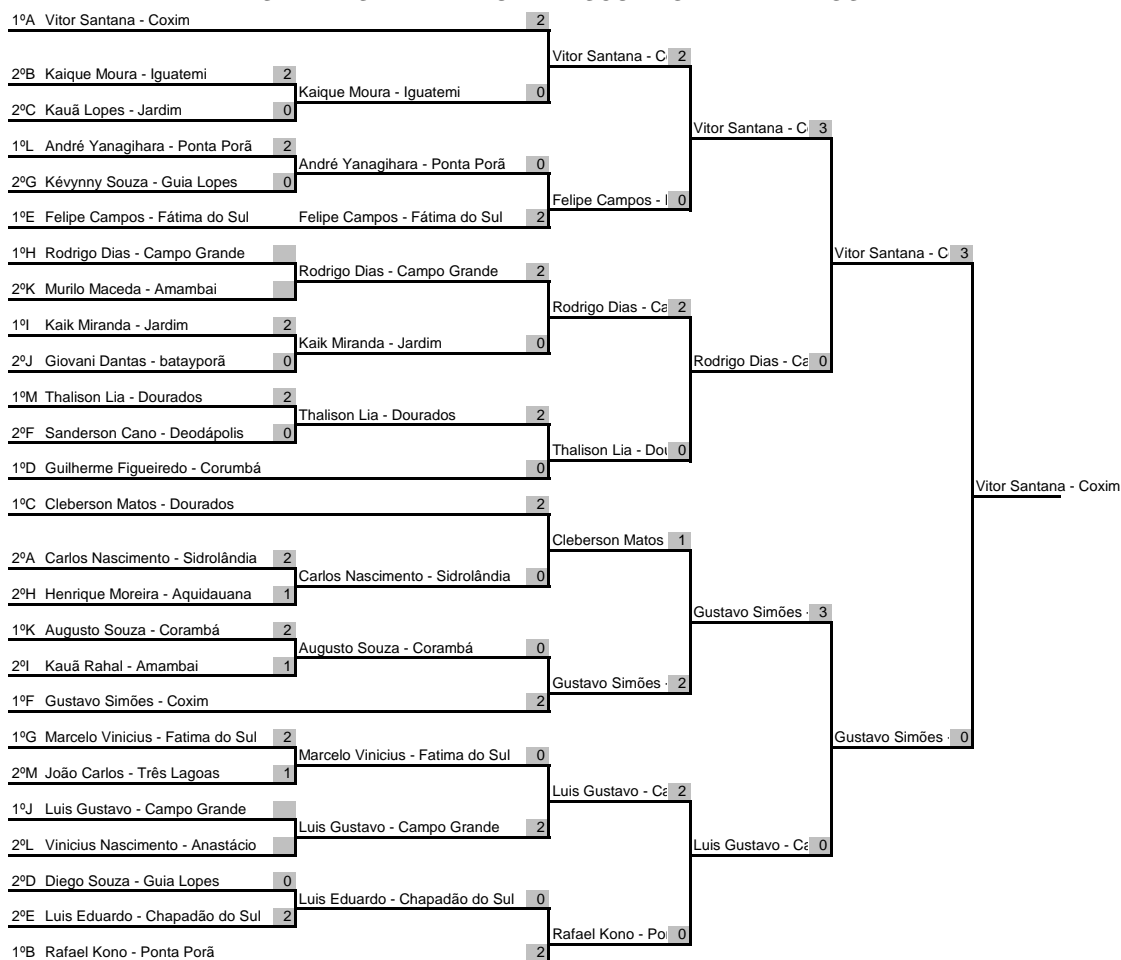 1ºA Vitor Santana - Coxim 2
Vitor Santana - C 2
2ºB Kaique Moura - Iguatemi 2
Kaique Moura - Iguatemi 0
2ºC Kauã Lopes - Jardim 0
Vitor Santana - C 3
1ºL André Yanagihara - Ponta Porã 2
André Yanagihara - Ponta Porã 0
2ºG Kévynny Souza - Guia Lopes 0
Felipe Campos - 0
1ºE Felipe Campos - Fátima do Sul Felipe Campos - Fátima do Sul 2
1ºH Rodrigo Dias - Campo Grande
Vitor Santana - C 3
Rodrigo Dias - Campo Grande 2
2ºK Murilo Maceda - Amambai
Rodrigo Dias - Ca 2
1ºI Kaik Miranda - Jardim 2
Kaik Miranda - Jardim 0
2ºJ Giovani Dantas - batayporã 0
Rodrigo Dias - Ca 0
1ºM Thalison Lia - Dourados 2
Thalison Lia - Dourados 2
2ºF Sanderson Cano - Deodápolis 0
Thalison Lia - Dou 0
1ºD Guilherme Figueiredo - Corumbá 0
Vitor Santana - Coxim
1ºC Cleberson Matos - Dourados 2
Cleberson Matos 1
2ºA Carlos Nascimento - Sidrolândia 2
Carlos Nascimento - Sidrolândia 0
2ºH Henrique Moreira - Aquidauana 1
Gustavo Simões - 3
1ºK Augusto Souza - Corambá 2
Augusto Souza - Corambá 0
2ºI Kauã Rahal - Amambai 1
Gustavo Simões - 2
1ºF Gustavo Simões - Coxim 2
1ºG Marcelo Vinicius - Fatima do Sul 2
Gustavo Simões - 0
Marcelo Vinicius - Fatima do Sul 0
2ºM João Carlos - Três Lagoas 1
Luis Gustavo - Ca 2
1ºJ Luis Gustavo - Campo Grande
Luis Gustavo - Campo Grande 2
2ºL Vinicius Nascimento - Anastácio
Luis Gustavo - Ca 0
2ºD Diego Souza - Guia Lopes 0
Luis Eduardo - Chapadão do Sul 0
2ºE Luis Eduardo - Chapadão do Sul 2
Rafael Kono - Po 0
1ºB Rafael Kono - Ponta Porã 2